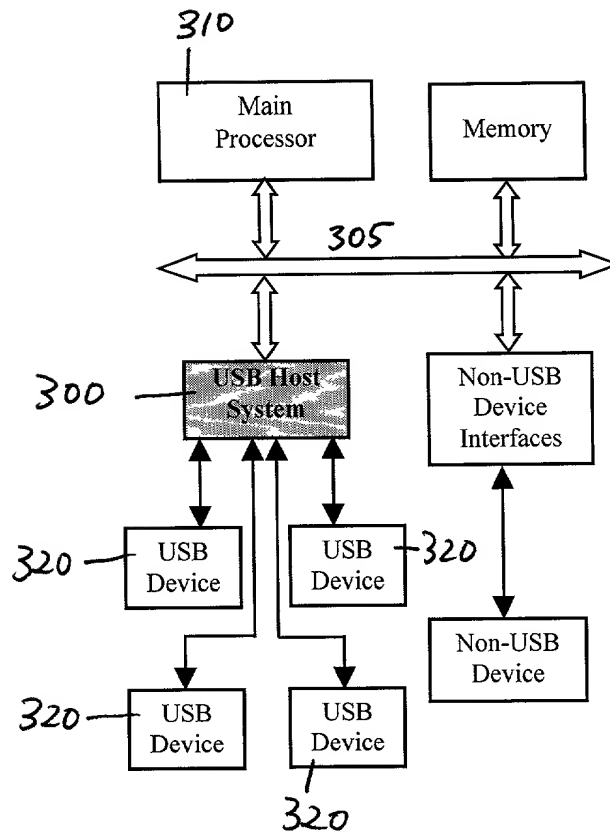 310
Main
Processor
Memory
305
300
USB Host
System
Non-USB
Device
Interfaces
320
USB
Device
USB
Device
320
320
USB
Device
USB
Device
320
Non-USB
Device